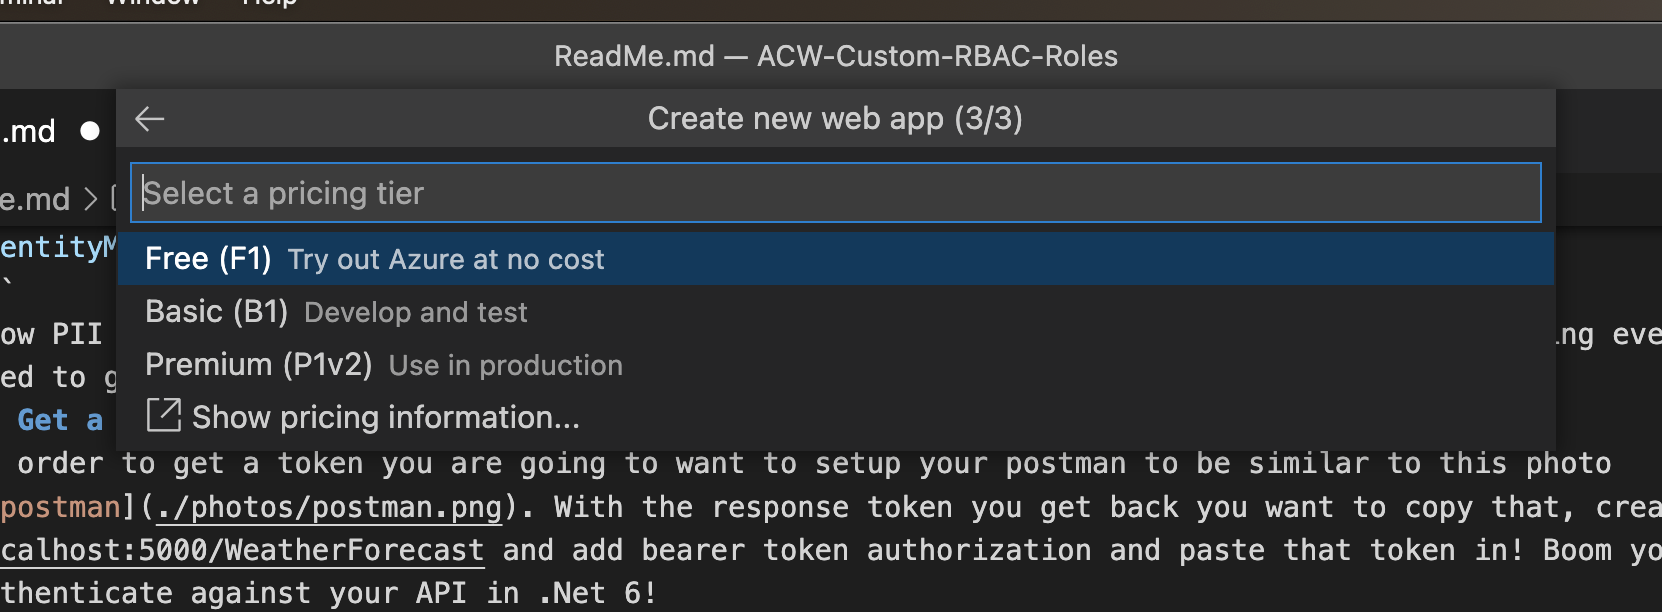 Window Help
ReadMe.md — ACW-Custom-RBAC-Roles
.md
Create new web app (3/3)
e.md >
Select a pricing tier
entityM
Free (F1) Try out Azure at no cost
`
Basic (B1) Develop and test
ow PII ng eve
Premium (P1v2) Use in production
ed to g
Get a
Show pricing information...
order to get a token you are going to want to setup your postman to be similar to this photo
postman](./photos/postman.png). With the response token you get back you want to copy that, crea
calhost:5000/WeatherForecast and add bearer token authorization and paste that token in! Boom yo
thenticate against your API in .Net 6!